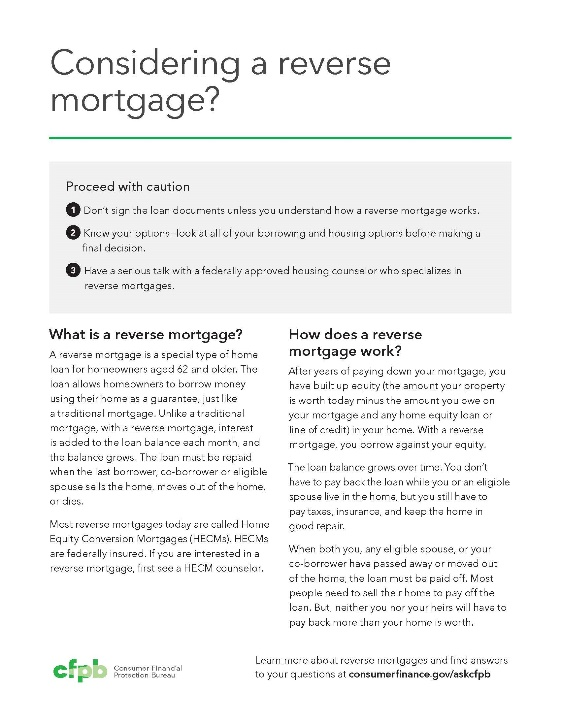 Considering a reverse
mortgage?
Proceed with caution
1 Don't sign the loan documents unless you understand how a reverse mortgage works.
2 Know your options–look at all of your borrowing and housing options before making a
final decision.
3 Have a serious talk with a federally approved housing counselor who specializes in
reverse mortgages.
What is a reverse mortgage?
A reverse mortgage is a special type of home
loan for homeowners aged 62 and older. The
loan allows homeowners to borrow money
using their home as a guarantee, just like
a traditional mortgage. Unlike a traditional
mortgage, with a reverse mortgage, interest
is added to the loan balance each month, and
the balance grows. The loan must be repaid
when the last borrower, co-borrower or eligible
spouse sells the home, moves out of the home,
or dies.
Most reverse mortgages today are called Home
Equity Conversion Mortgages (HECMs). HECMs
are federally insured. If you are interested in a
reverse mortgage, first see a HECM counselor.
How does a reverse
mortgage work?
After years of paying down your mortgage, you
have built up equity (the amount your property
is worth today minus the amount you owe on
your mortgage and any home equity loan or
line of credit) in your home. With a reverse
mortgage, you borrow against your equity.
The loan balance grows over time. You don't
have to pay back the loan while you or an eligible
spouse live in the home, but you still have to
pay taxes, insurance, and keep the home in
good repair.
When both you, any eligible spouse, or your
co-borrower have passed away or moved out
of the home, the loan must be paid off. Most
people need to sell their home to pay off the
loan. But, neither you nor your heirs will have to
pay back more than your home is worth.
cfpb Consumer Financial
Protection Bureau
Learn more about reverse mortgages and find answers
to your questions at consumerfinance.gov/askcfpb